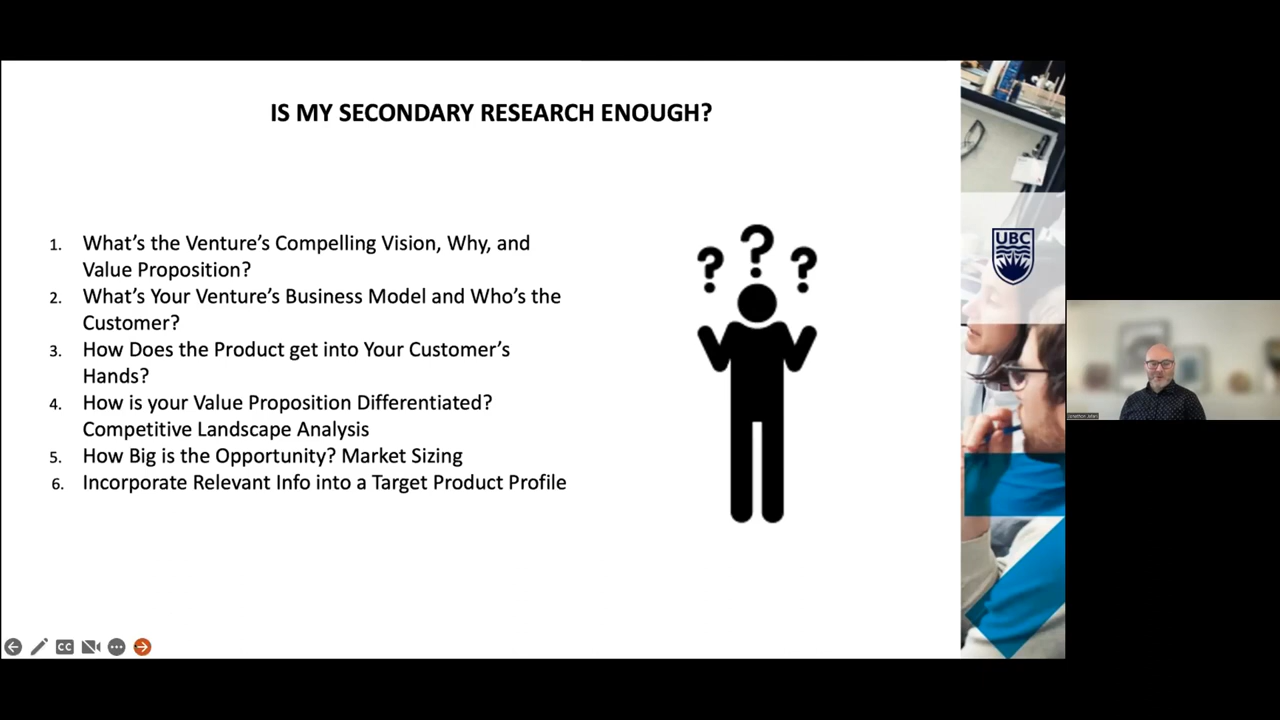 IS MY SECONDARY RESEARCH ENOUGH?
1. What's the Venture's Compelling Vision, Why, and
Value Proposition?
2. What's Your Venture's Business Model and Who's the
Customer?
3. How Does the Product get into Your Customer's
Hands?
4. How is your Value Proposition Differentiated?
Competitive Landscape Analysis
5. How Big is the Opportunity? Market Sizing
6. Incorporate Relevant Info into a Target Product Profile
? ? ?
UBC
CC